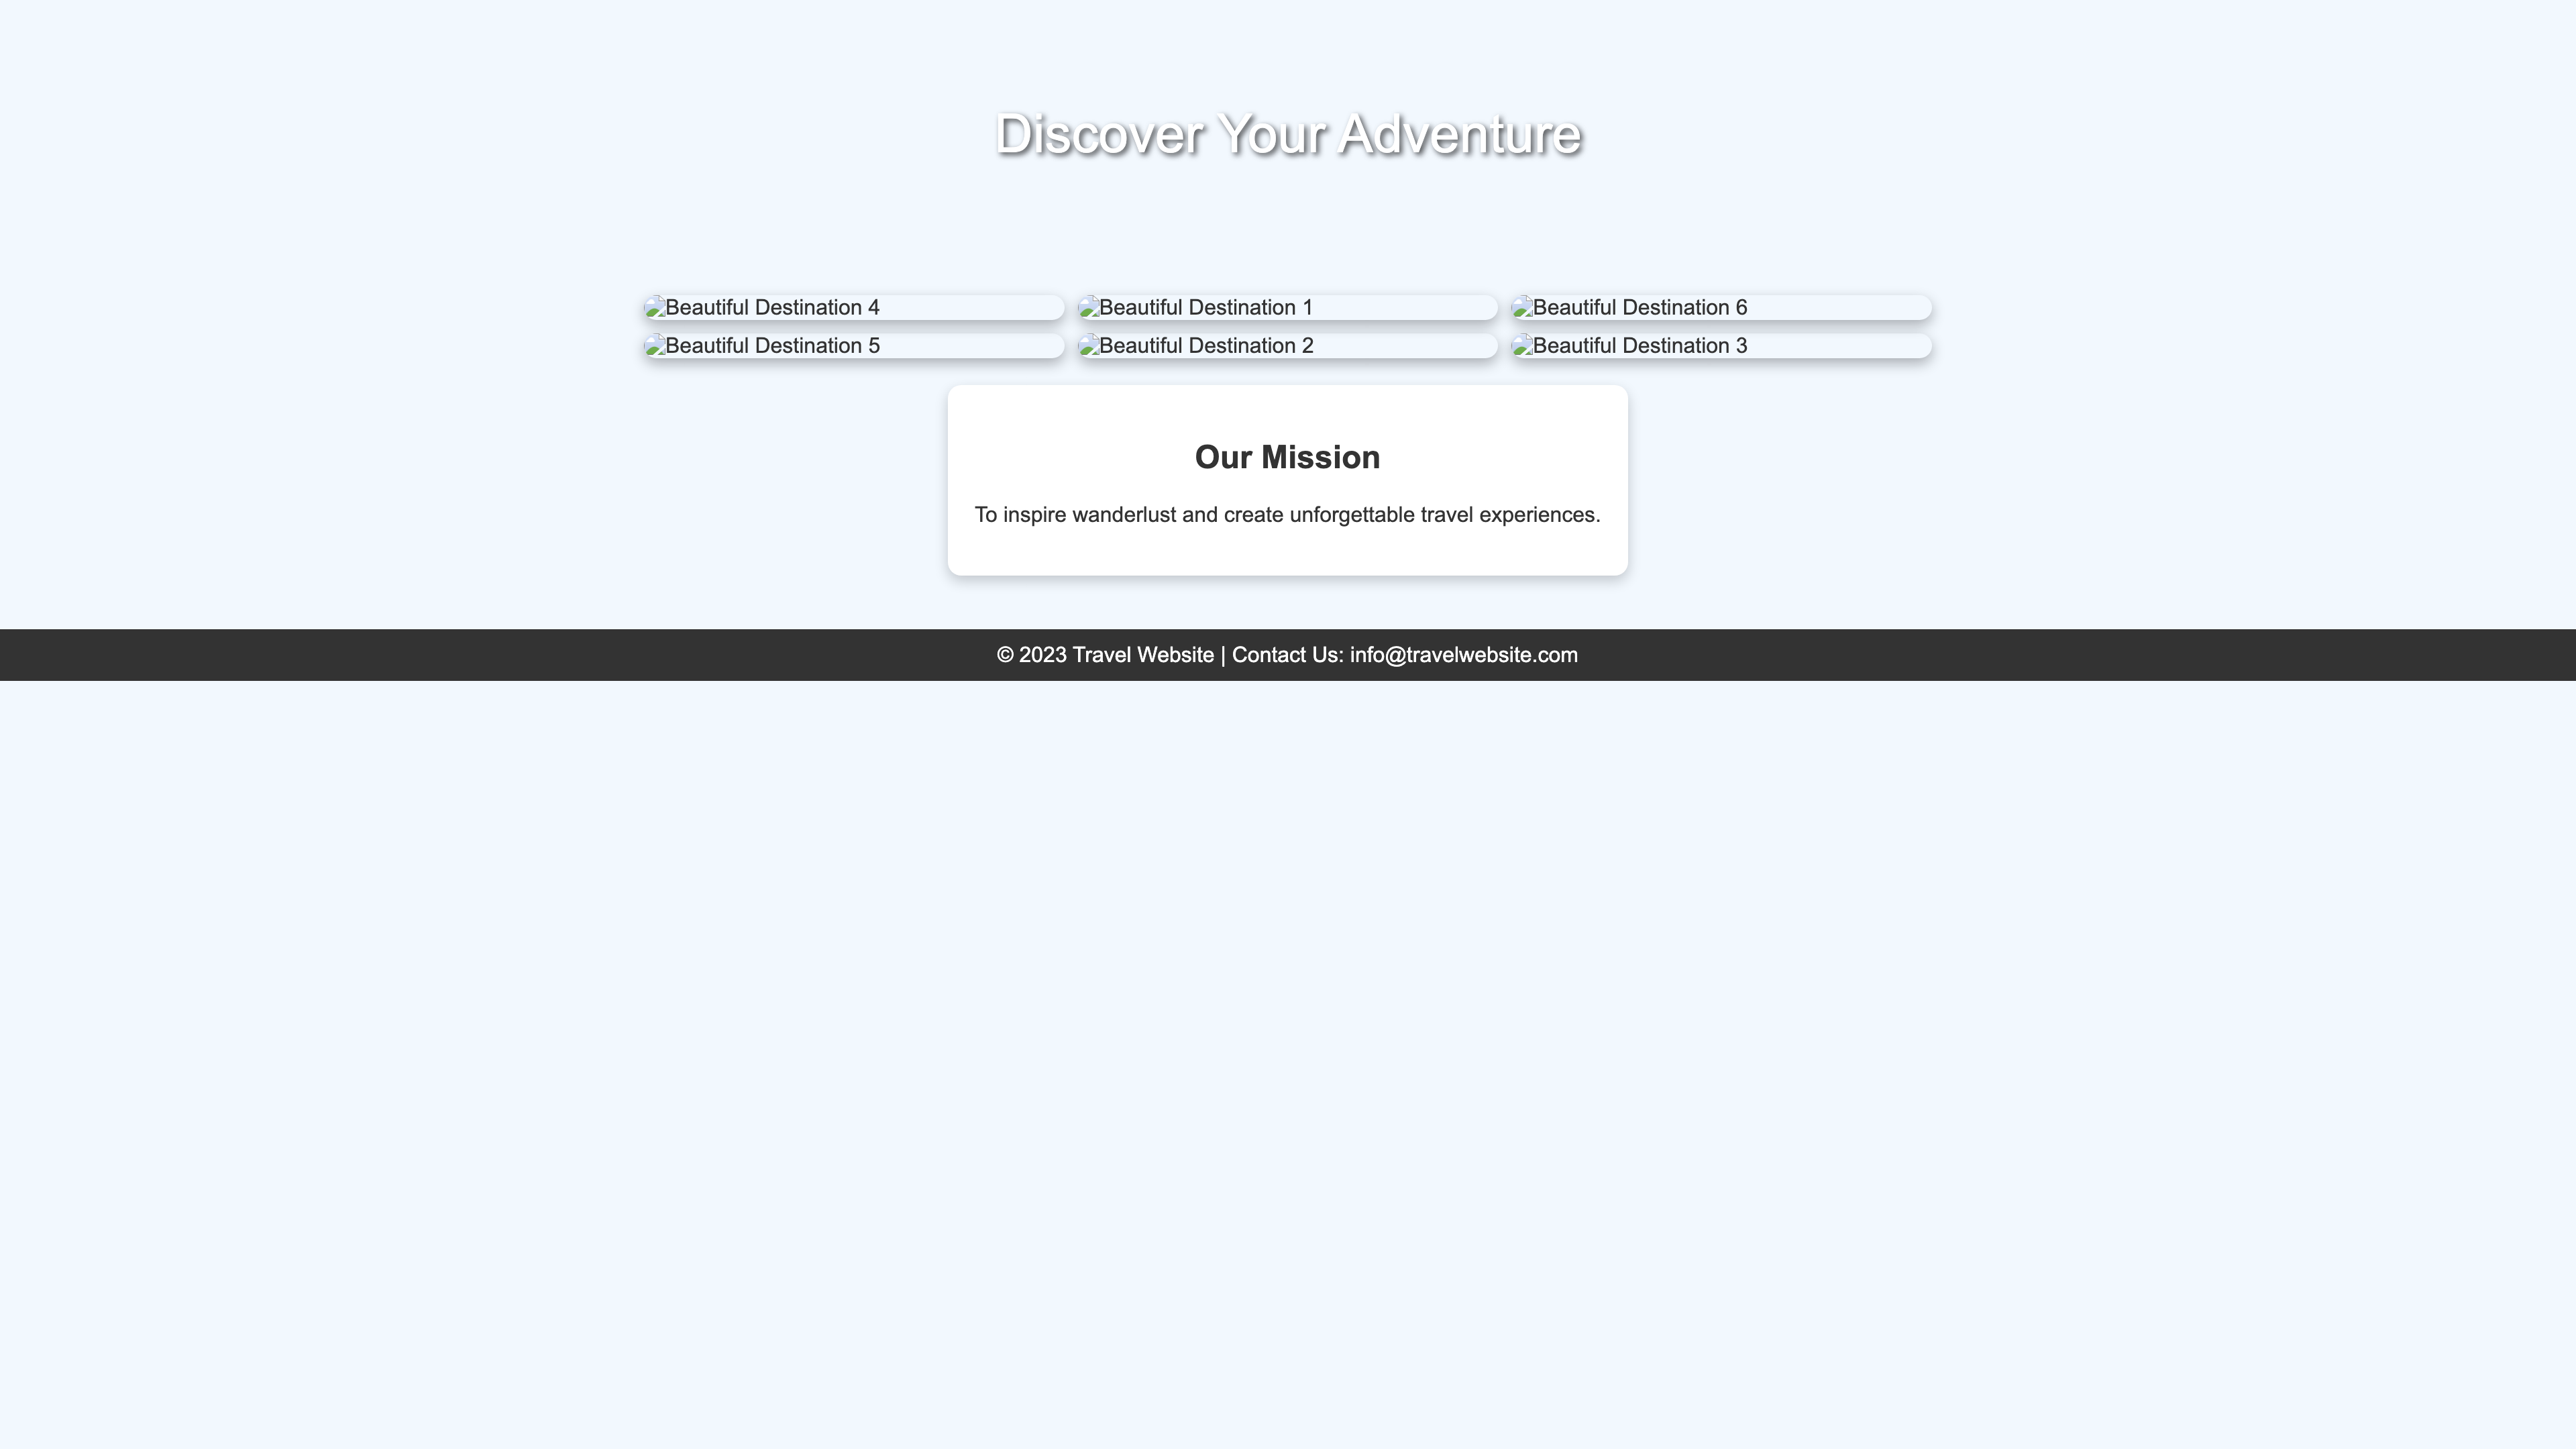 Discover Your Adventure
Beautiful Destination 4
Beautiful Destination 1
Beautiful Destination 6
Beautiful Destination 5
Beautiful Destination 2
Beautiful Destination 3
Our Mission
To inspire wanderlust and create unforgettable travel experiences.
© 2023 Travel Website | Contact Us: info@travelwebsite.com